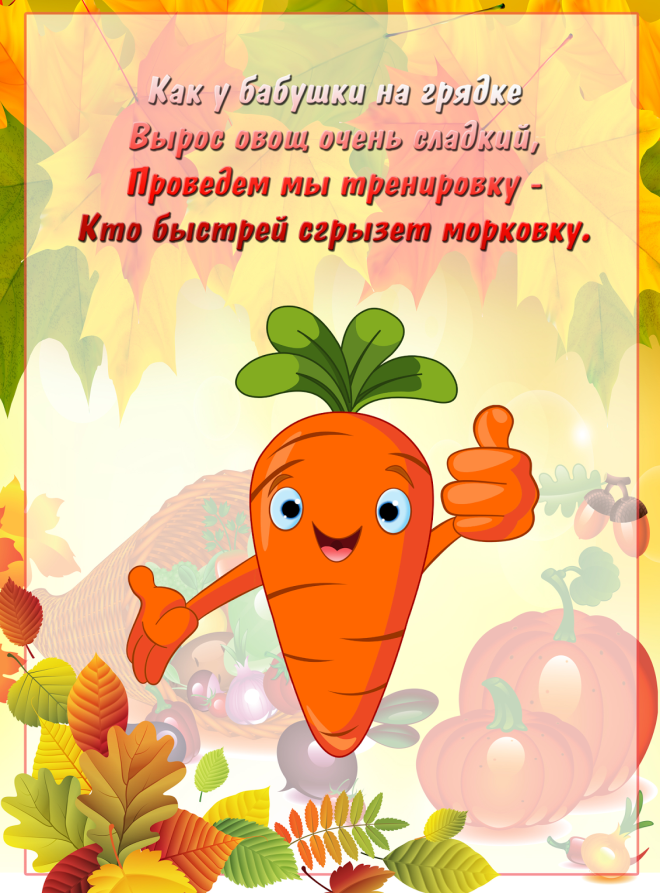 Как у бабушки на грядке
Вырос овощ очень сладкий,
Проведем мы тренировку -
Кто быстрей сгрызет морковку.